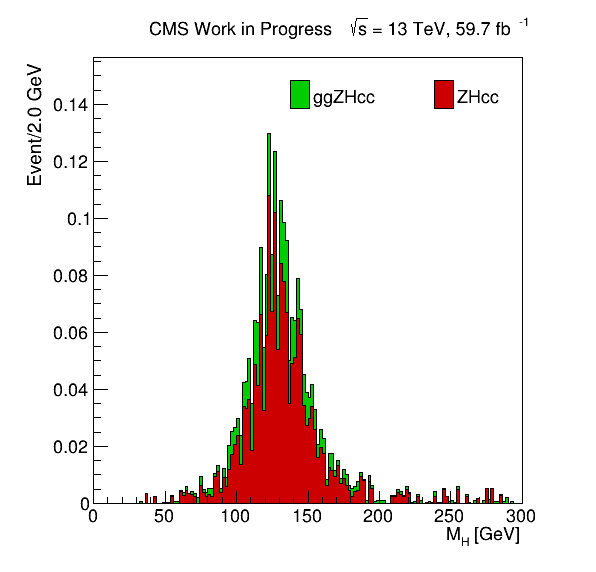 CMS Work in Progress √s = 13 TeV, 59.7 fb⁻¹
Event/2.0 GeV
ggZHcc ZHcc
0.14
0.12
0.1
0.08
0.06
0.04
0.02
0
0 50 100 150 200 250 300
M_H [GeV]